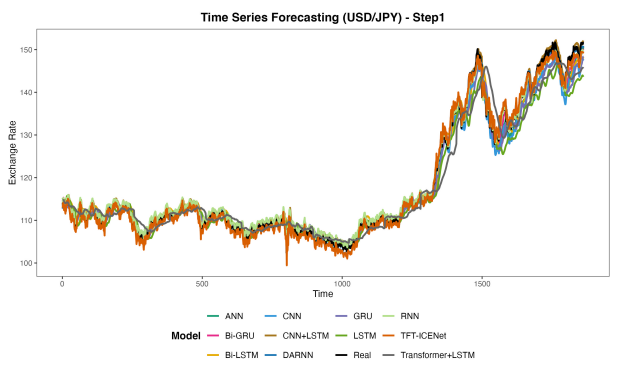 Time Series Forecasting (USD/JPY) - Step1
Exchange Rate
150
140
130
120
110
100
0 500 1000 1500
Time
Model
ANN CNN GRU RNN
Bi-GRU CNN+LSTM LSTM TFT-ICENet
Bi-LSTM DARNN Real Transformer+LSTM